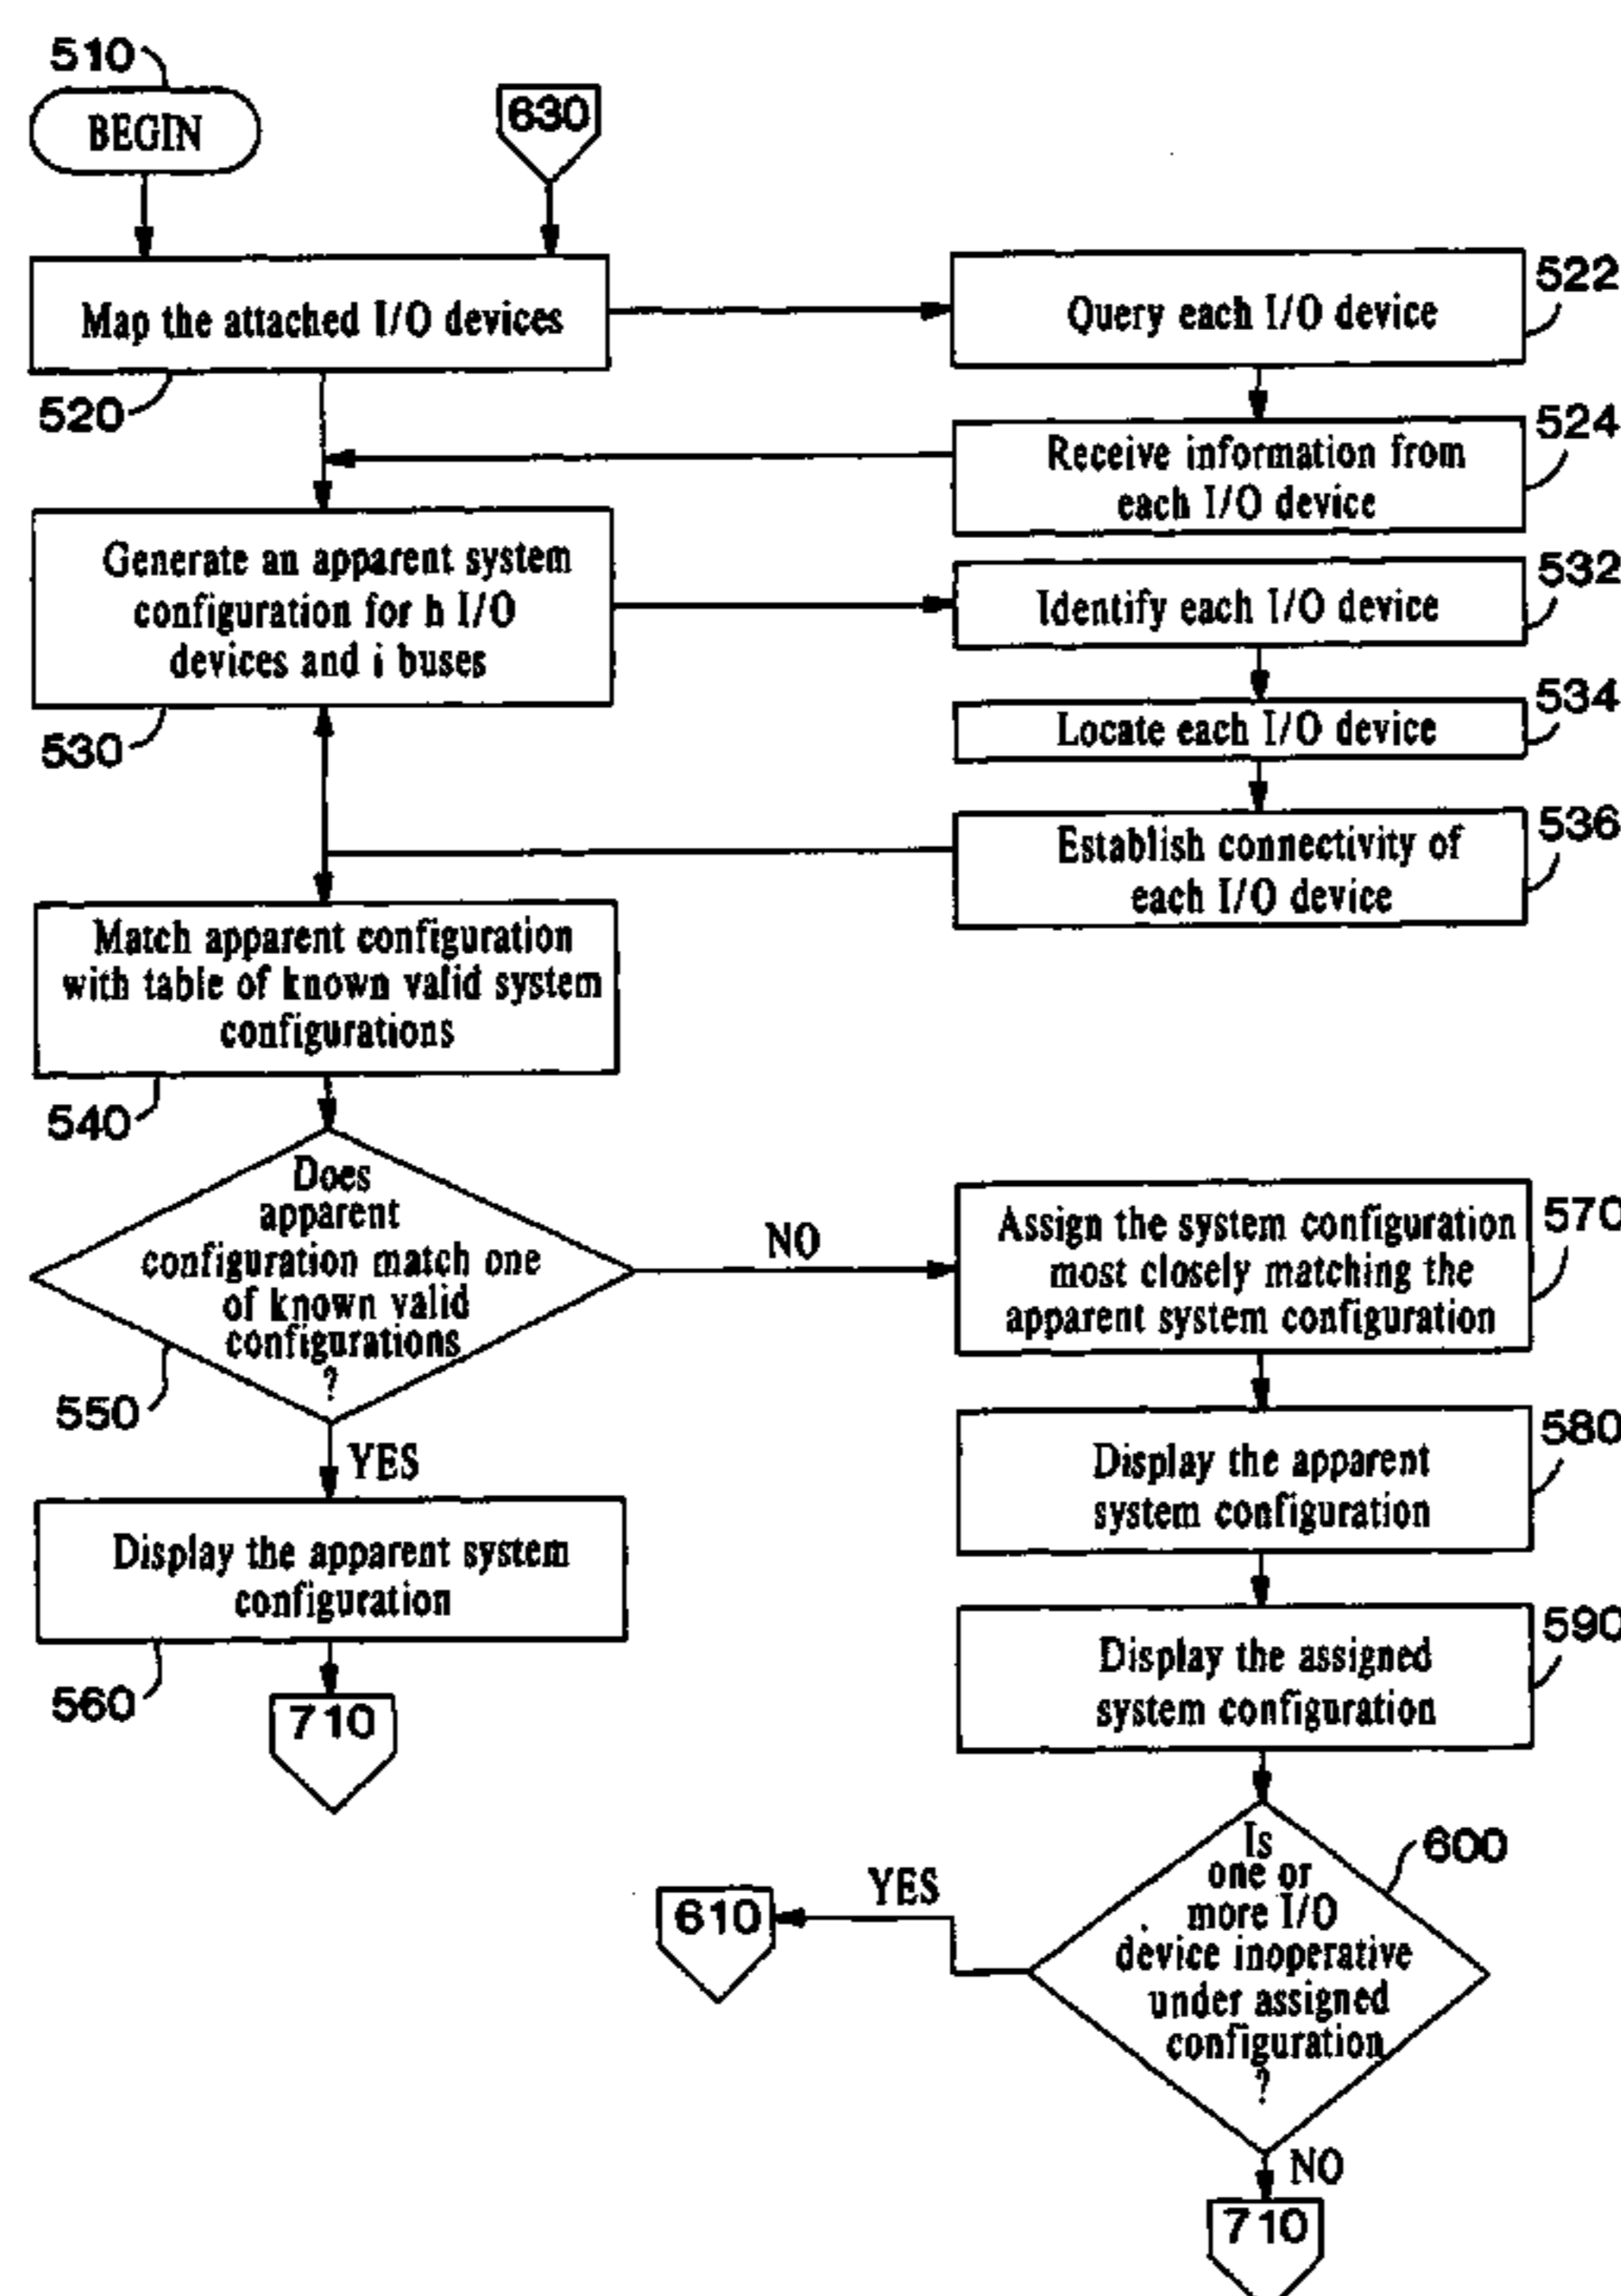 510
BEGIN
630
Map the attached I/O devices
520
Query each I/O device
522
Receive information from
each I/O device
524
Generate an apparent system
configuration for h I/O
devices and i buses
530
Identify each I/O device
532
Locate each I/O device
534
Establish connectivity of
each I/O device
536
Match apparent configuration
with table of known valid system
configurations
540
Does
apparent
configuration match one
of known valid
configurations
?
550
NO
YES
Assign the system configuration
most closely matching the
apparent system configuration
570
Display the apparent
system configuration
580
Display the apparent system
configuration
560
710
Display the assigned
system configuration
590
Is
one or
more I/O
device inoperative
under assigned
configuration
?
600
YES
610
NO
710